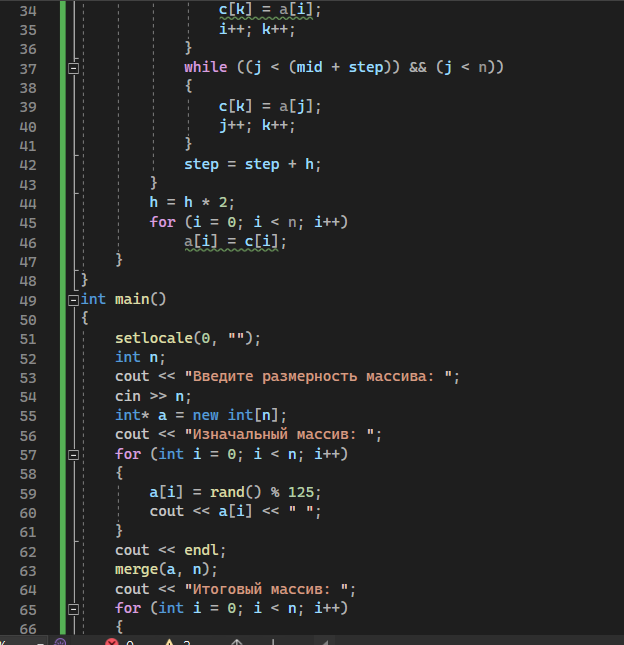 34 c[k] = a[i];
35 i++; k++;
36 }
37 while ((j < (mid + step)) && (j < n))
38 {
39 c[k] = a[j];
40 j++; k++;
41 }
42 step = step + h;
43 }
44 h = h * 2;
45 for (i = 0; i < n; i++)
46 a[i] = c[i];
47 }
48 }
49 int main()
50 {
51 setlocale(0, "");
52 int n;
53 cout << "Введите размерность массива: ";
54 cin >> n;
55 int* a = new int[n];
56 cout << "Изначальный массив: ";
57 for (int i = 0; i < n; i++)
58 {
59 a[i] = rand() % 125;
60 cout << a[i] << " ";
61 }
62 cout << endl;
63 merge(a, n);
64 cout << "Итоговый массив: ";
65 for (int i = 0; i < n; i++)
66 {